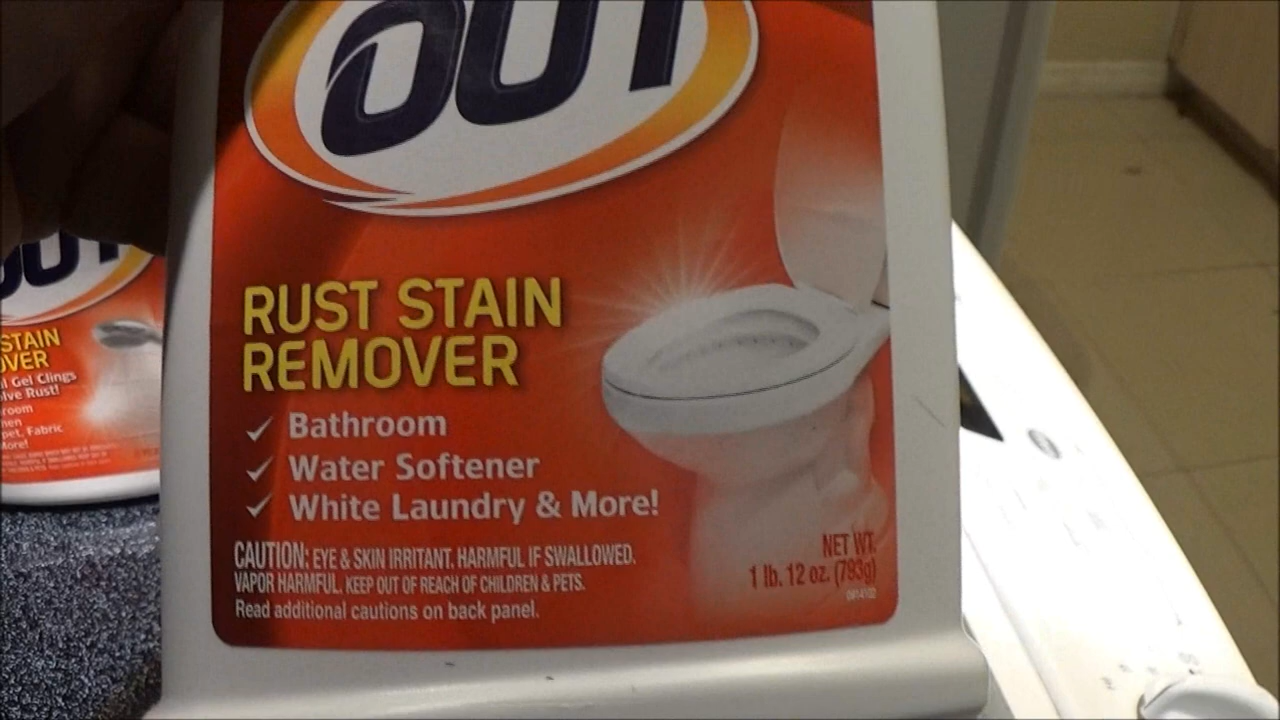 OUT
RUST STAIN
REMOVER
Bathroom
Water Softener
White Laundry & More!
CAUTION: EYE & SKIN IRRITANT. HARMFUL IF SWALLOWED.
VAPOR HARMFUL. KEEP OUT OF REACH OF CHILDREN & PETS.
Read additional cautions on back panel.
NET WT.
1 lb. 12 oz. (793g)
OUT
STAIN
OVER
l Gel Clings
lve Rust!
room
hen
pet, Fabric
More!